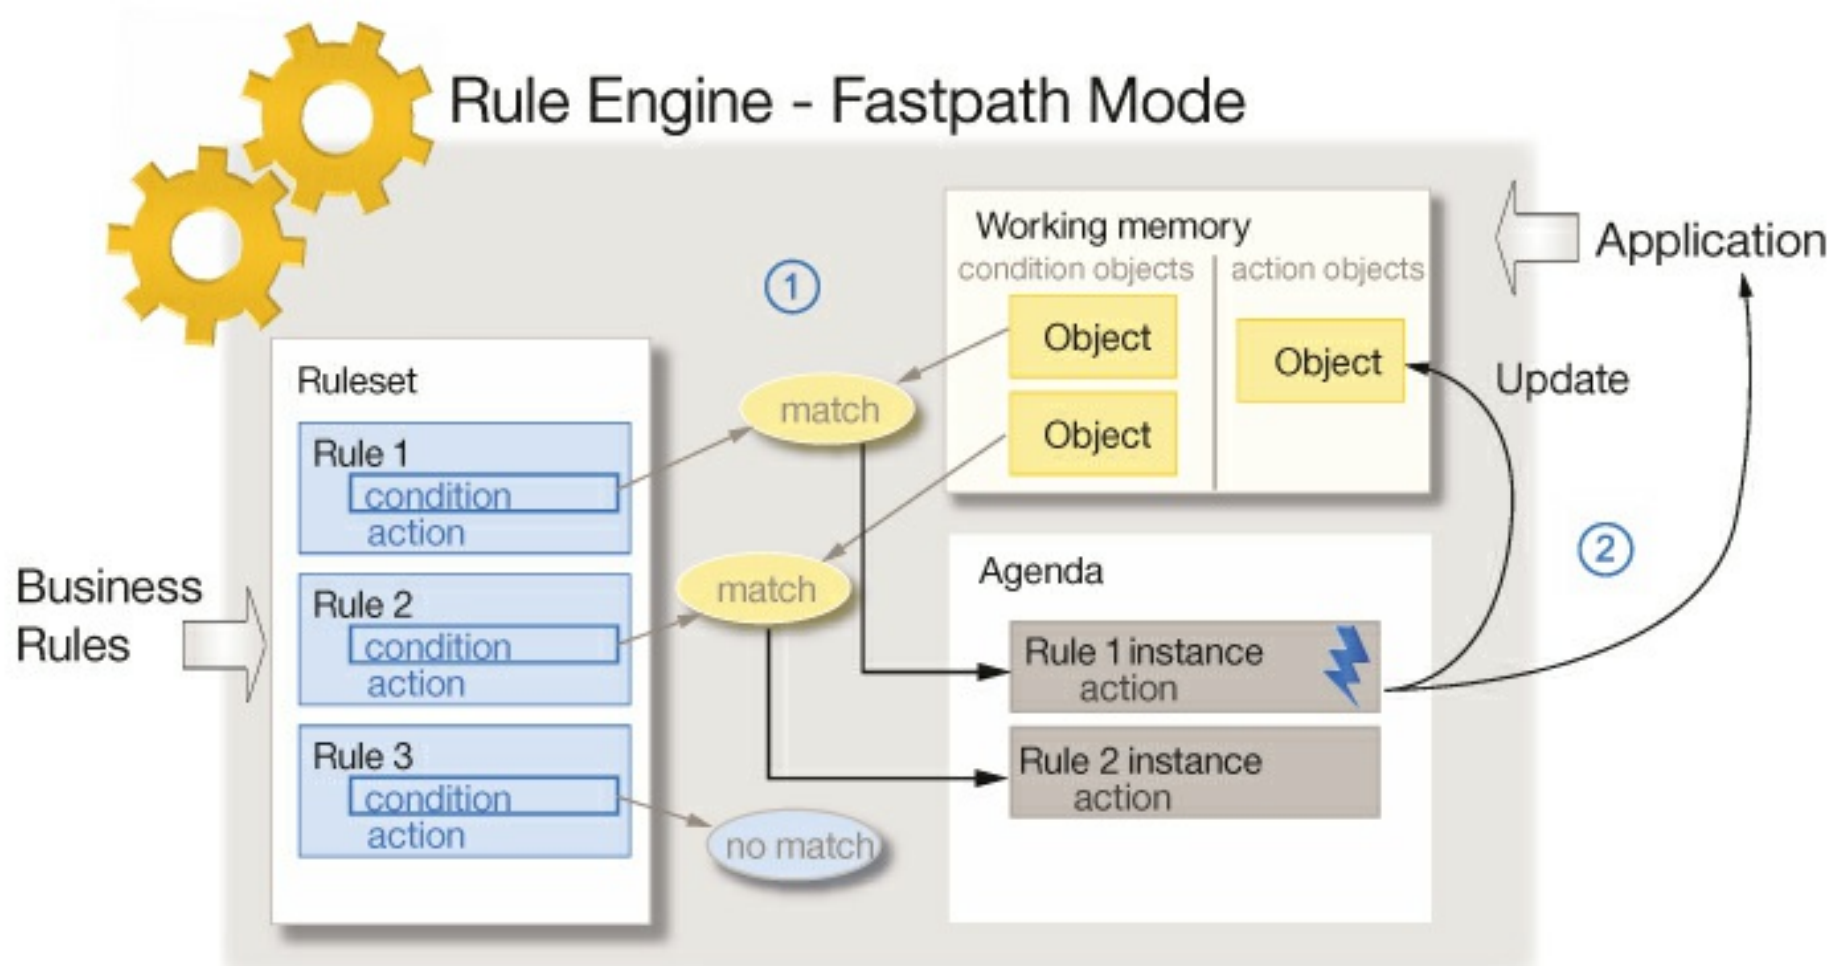 Rule Engine - Fastpath Mode
Working memory
condition objects
action objects
Object
Object
Object
Application
Update
1
2
Ruleset
Rule 1
condition
action
Rule 2
condition
action
Rule 3
condition
action
match
match
no match
Business
Rules
Agenda
Rule 1 instance
action
Rule 2 instance
action